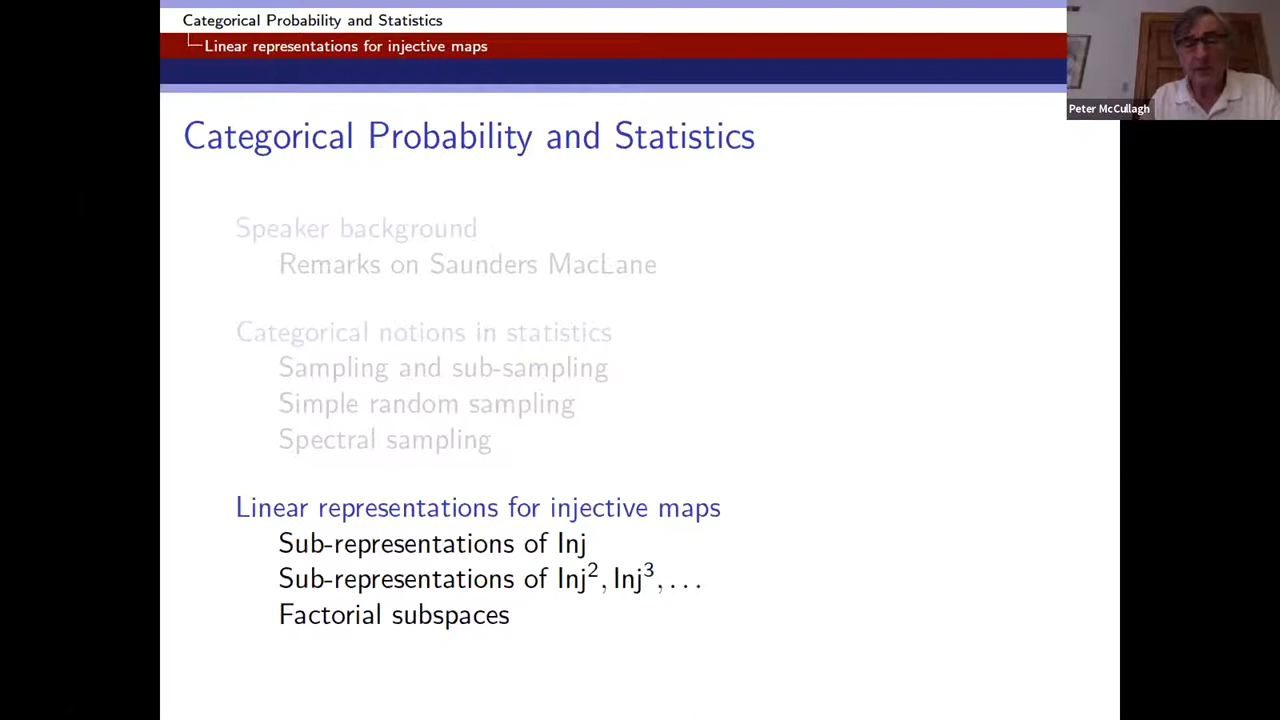 Categorical Probability and Statistics
Linear representations for injective maps
Peter McCullagh
Categorical Probability and Statistics
Speaker background
Remarks on Saunders MacLane
Categorical notions in statistics
Sampling and sub-sampling
Simple random sampling
Spectral sampling
Linear representations for injective maps
Sub-representations of Inj
Sub-representations of Inj², Inj³, . . .
Factorial subspaces